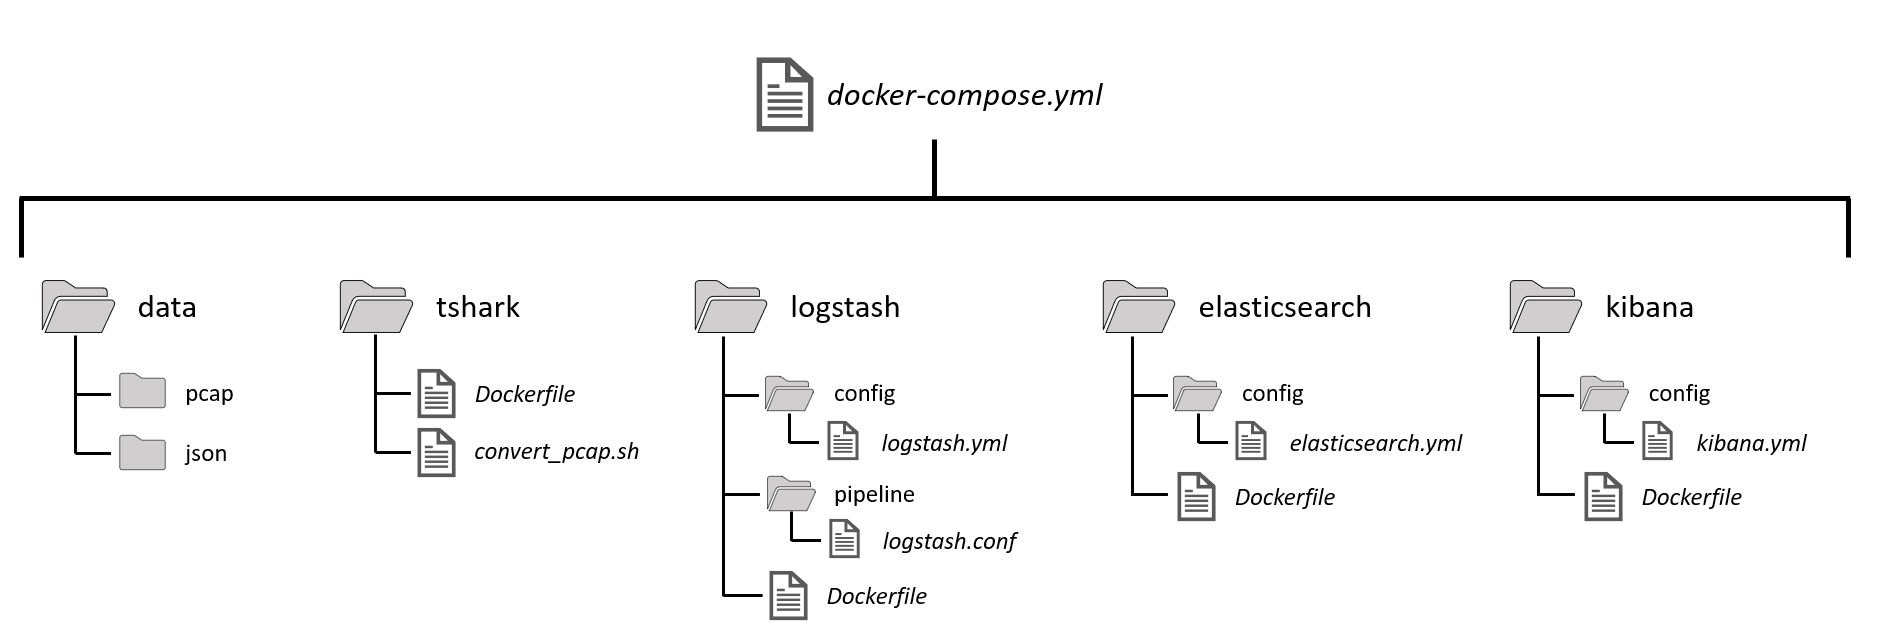 docker-compose.yml
data
pcap
json
tshark
Dockerfile
convert_pcap.sh
logstash
config
logstash.yml
pipeline
logstash.conf
Dockerfile
elasticsearch
config
elasticsearch.yml
Dockerfile
kibana
config
kibana.yml
Dockerfile